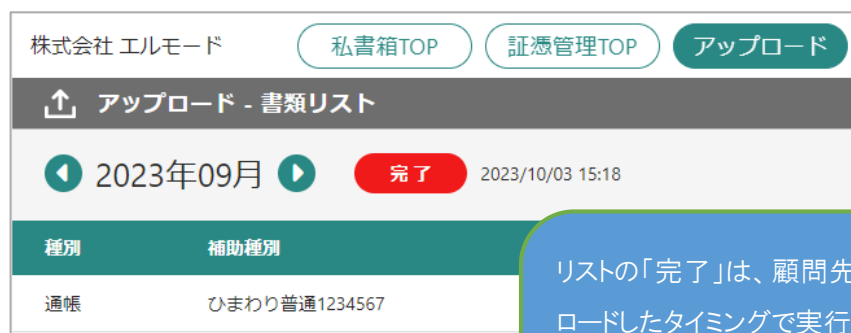 株式会社 エルモード 私書箱TOP 証憑管理TOP アップロード
アップロード - 書類リスト
2023年09月 完了 2023/10/03 15:18
種別 補助種別
通帳 ひまわり普通1234567
リストの「完了」は、顧問先
ロードしたタイミングで実行